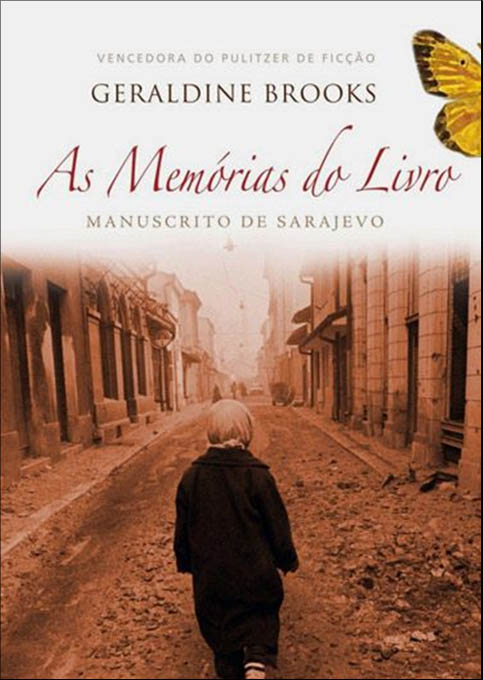 VENCEDORA DO PULITZER DE FICÇÃO
GERALDINE BROOKS
As Memórias do Livro
MANUSCRITO DE SARAJEVO